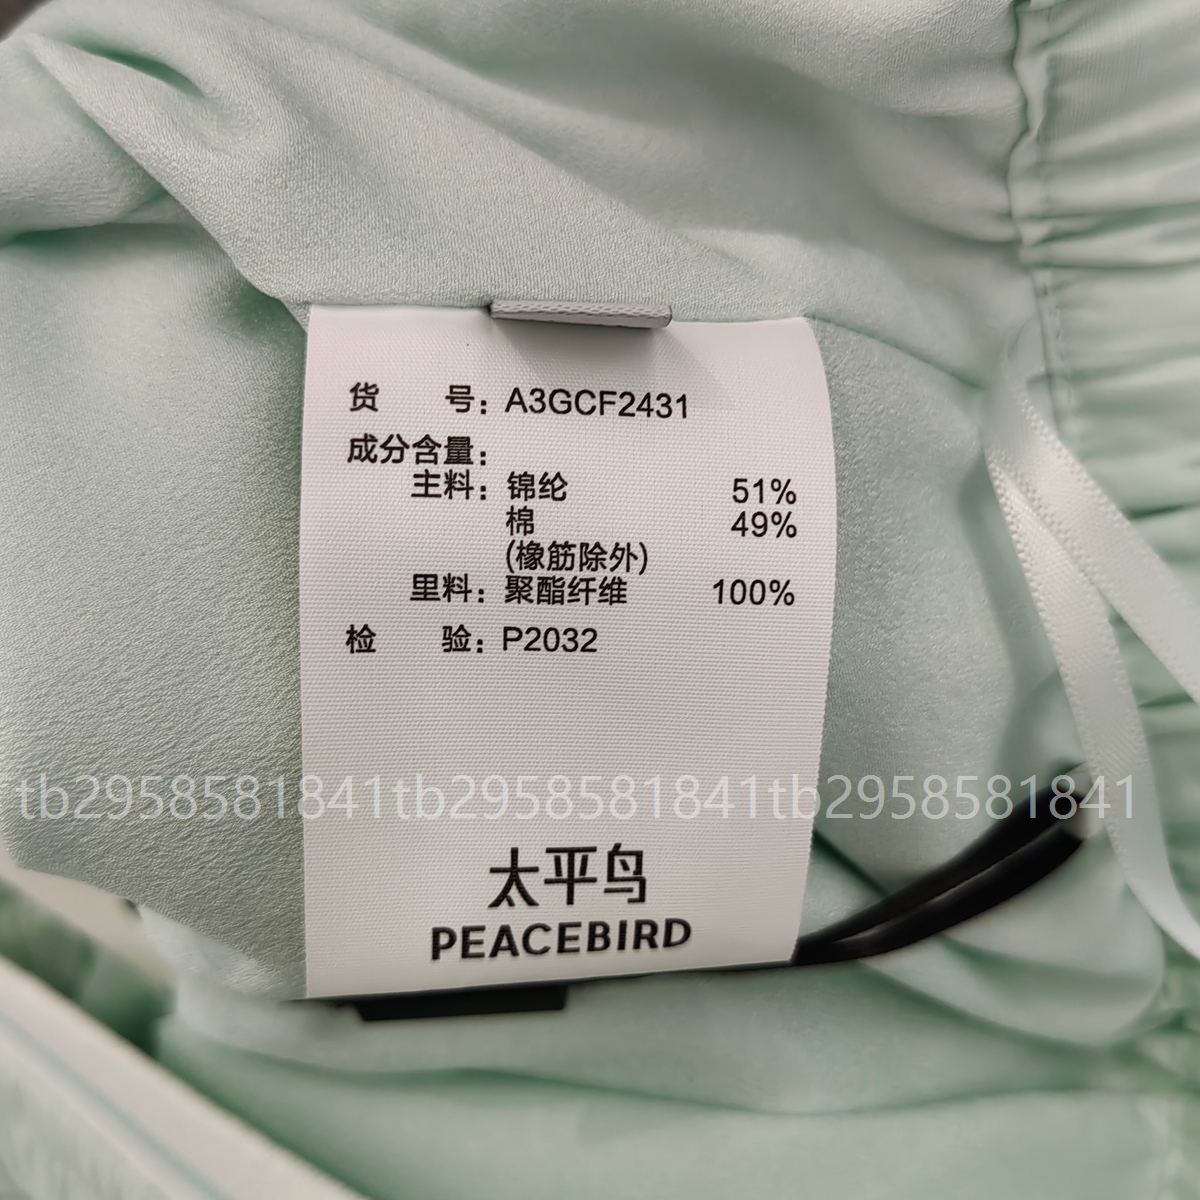 货 号：A3GCF2431
成分含量：
主料：锦纶 51%
棉 49%
(橡筋除外)
里料：聚酯纤维 100%
检 验：P2032
tb2958581841tb2958581841tb2958581841
太平鸟
PEACEBIRD